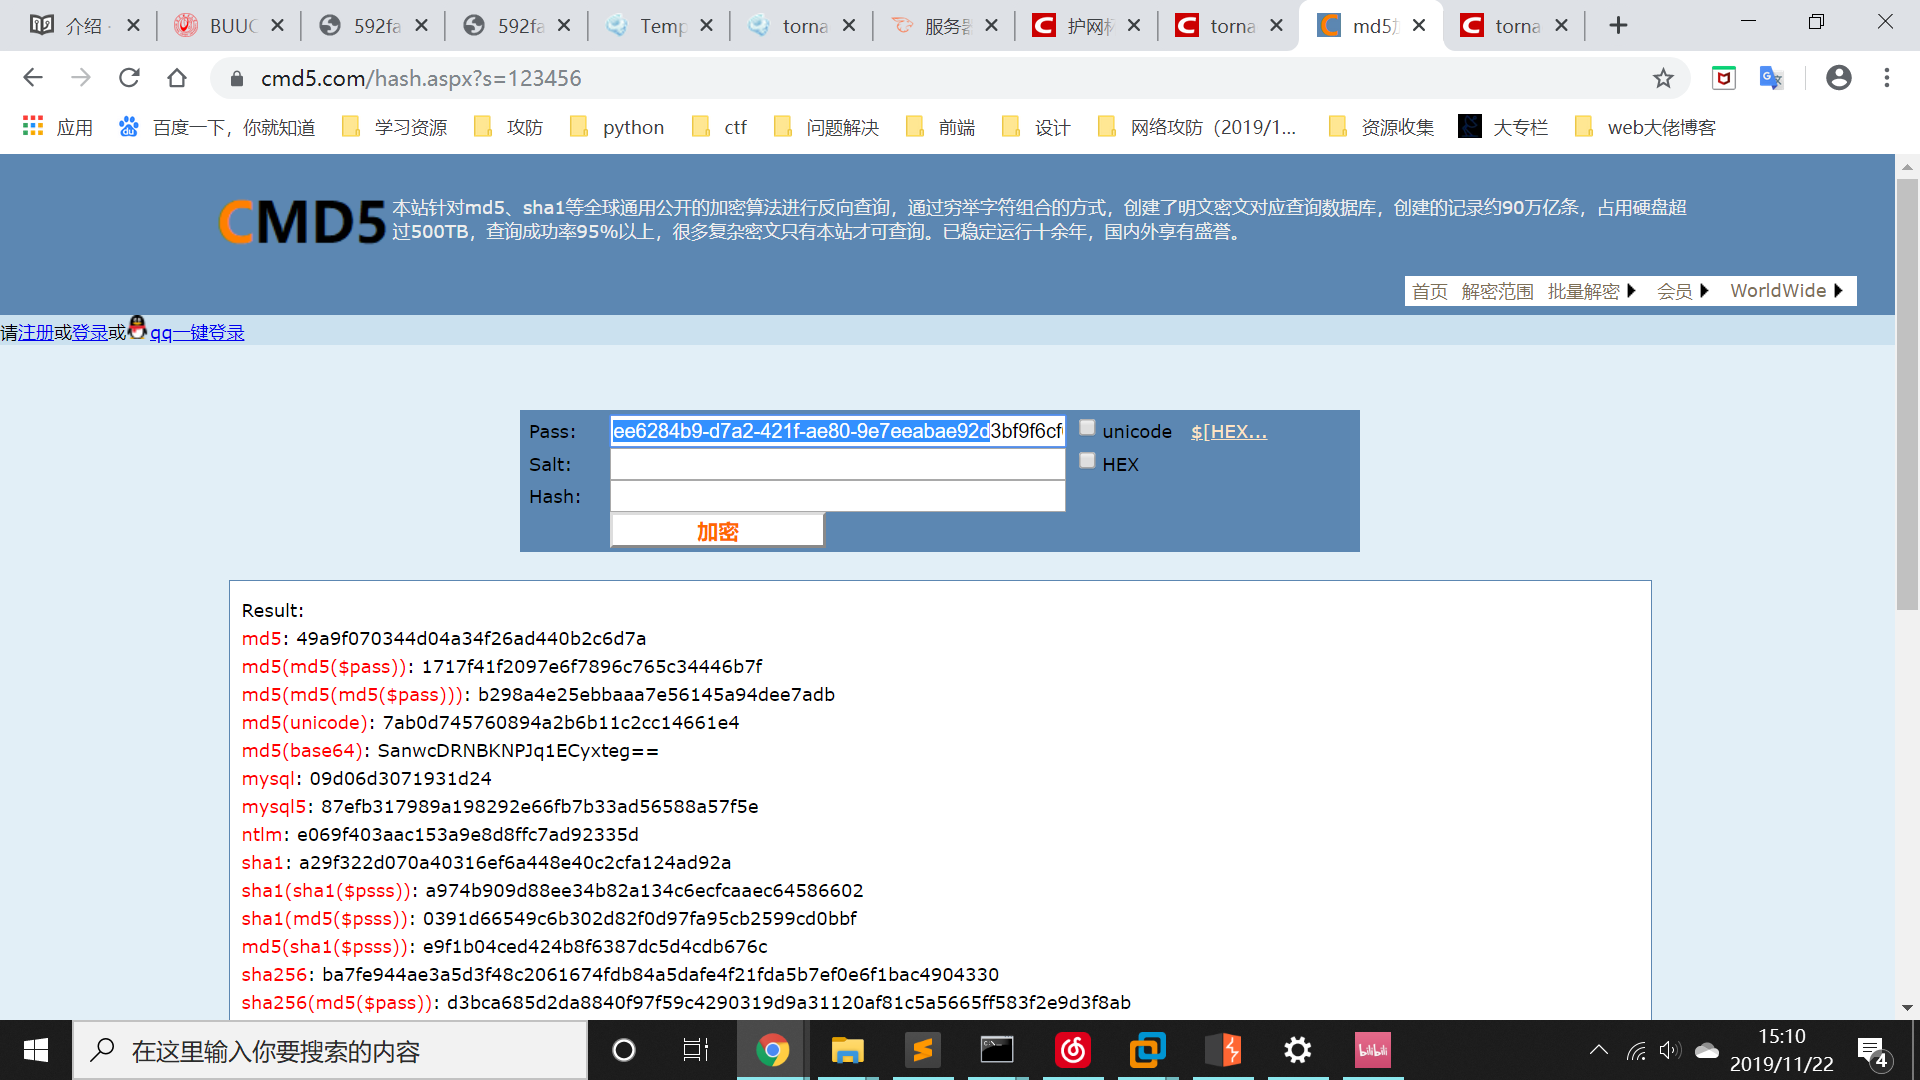 介绍
BUUC
592fa
592fa
Temp
torna
服务器
护网杯
torna
md5加
torna
cmd5.com/hash.aspx?s=123456
应用
百度一下，你就知道
学习资源
攻防
python
ctf
问题解决
前端
设计
网络攻防（2019/1...
资源收集
大专栏
web大佬博客
CMD5
本站针对md5、sha1等全球通用公开的加密算法进行反向查询，通过穷举字符组合的方式，创建了明文密文对应查询数据库，创建的记录约90万亿条，占用硬盘超
过500TB，查询成功率95%以上，很多复杂密文只有本站才可查询。已稳定运行十余年，国内外享有盛誉。
首页 解密范围 批量解密 会员 WorldWide
请注册或登录或qq一键登录
Pass: ee6284b9-d7a2-421f-ae80-9e7eeabae92d3bf9f6cf unicode $[HEX...
Salt: HEX
Hash:
加密
Result:
md5: 49a9f070344d04a34f26ad440b2c6d7a
md5(md5($pass)): 1717f41f2097e6f7896c765c34446b7f
md5(md5(md5($pass))): b298a4e25ebbaaa7e56145a94dee7adb
md5(unicode): 7ab0d745760894a2b6b11c2cc14661e4
md5(base64): SanwcDRNBKNPJq1ECyxteg==
mysql: 09d06d3071931d24
mysql5: 87efb317989a198292e66fb7b33ad56588a57f5e
ntlm: e069f403aac153a9e8d8ffc7ad92335d
sha1: a29f322d070a40316ef6a448e40c2cfa124ad92a
sha1(sha1($psss)): a974b909d88ee34b82a134c6ecfcaaec64586602
sha1(md5($psss)): 0391d66549c6b302d82f0d97fa95cb2599cd0bbf
md5(sha1($psss)): e9f1b04ced424b8f6387dc5d4cdb676c
sha256: ba7fe944ae3a5d3f48c2061674fdb84a5dafe4f21fda5b7ef0e6f1bac4904330
sha256(md5($pass)): d3bca685d2da8840f97f59c4290319d9a31120af81c5a5665ff583f2e9d3f8ab
在这里输入你要搜索的内容
bilibili
15:10
2019/11/22
4